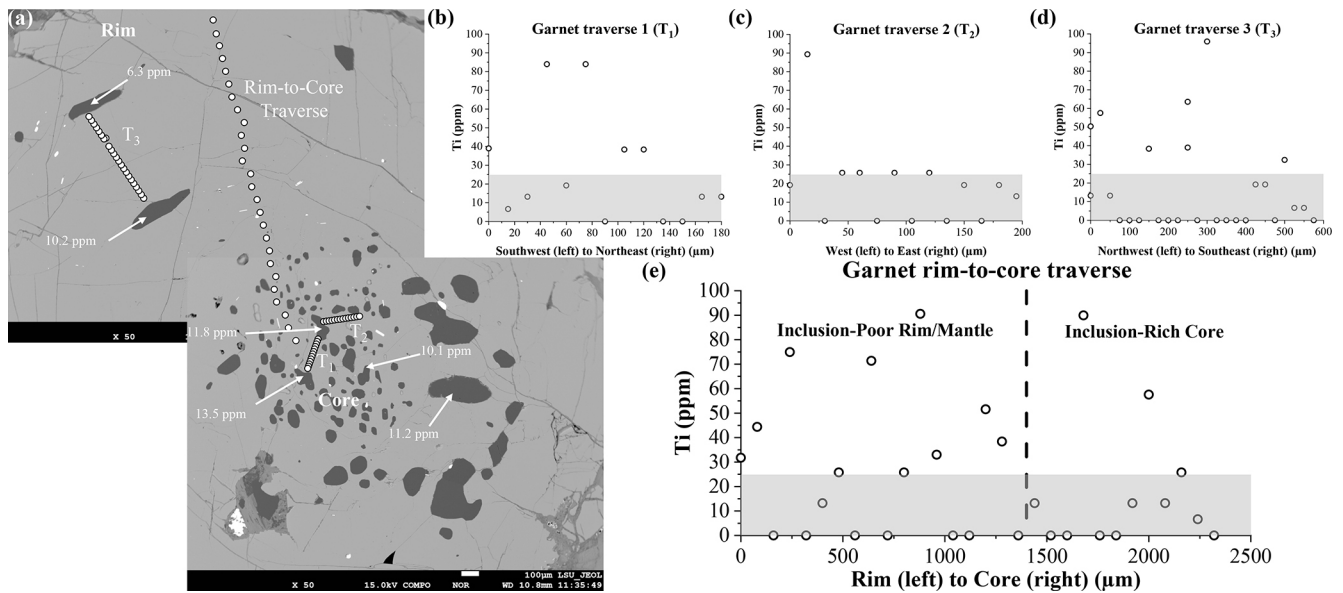 (a)
Rim
6.3 ppm
Rim-to-Core
Traverse
T3
10.2 ppm
X 50
11.8 ppm
T2
T1
10.1 ppm
13.5 ppm
Core
11.2 ppm
100μm LSU_JEOL
X 50 15.0kV COMPO NOR WD 10.8mm 11:35:49
(b)
Garnet traverse 1 (T1)
Ti (ppm)
100
90
80
70
60
50
40
30
20
10
0
0 20 40 60 80 100 120 140 160 180
Southwest (left) to Northeast (right) (μm)
(c)
Garnet traverse 2 (T2)
Ti (ppm)
100
90
80
70
60
50
40
30
20
10
0
0 50 100 150 200
West (left) to East (right) (μm)
(d)
Garnet traverse 3 (T3)
Ti (ppm)
100
90
80
70
60
50
40
30
20
10
0
0 100 200 300 400 500 600
Northwest (left) to Southeast (right) (μm)
(e)
Garnet rim-to-core traverse
Inclusion-Poor Rim/Mantle
Inclusion-Rich Core
Ti (ppm)
100
90
80
70
60
50
40
30
20
10
0
0 500 1000 1500 2000 2500
Rim (left) to Core (right) (μm)